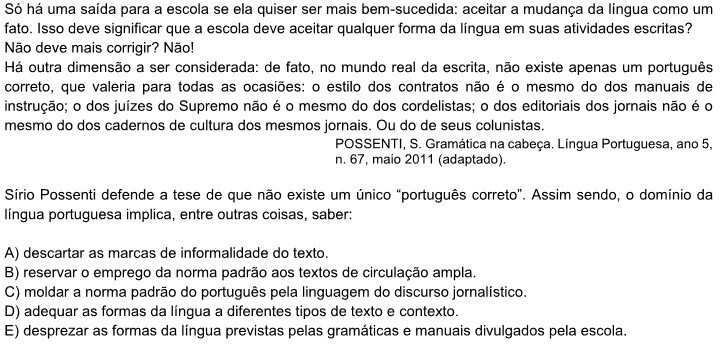 Só há uma saída para a escola se ela quiser ser mais bem-sucedida: aceitar a mudança da língua como um
fato. Isso deve significar que a escola deve aceitar qualquer forma da língua em suas atividades escritas?
Não deve mais corrigir? Não!
Há outra dimensão a ser considerada: de fato, no mundo real da escrita, não existe apenas um português
correto, que valeria para todas as ocasiões: o estilo dos contratos não é o mesmo do dos manuais de
instrução; o dos juízes do Supremo não é o mesmo do dos cordelistas; o dos editoriais dos jornais não é o
mesmo do dos cadernos de cultura dos mesmos jornais. Ou do de seus colunistas.
POSSENTI, S. Gramática na cabeça. Língua Portuguesa, ano 5,
n. 67, maio 2011 (adaptado).
Sírio Possenti defende a tese de que não existe um único “português correto”. Assim sendo, o domínio da
língua portuguesa implica, entre outras coisas, saber:
A) descartar as marcas de informalidade do texto.
B) reservar o emprego da norma padrão aos textos de circulação ampla.
C) moldar a norma padrão do português pela linguagem do discurso jornalístico.
D) adequar as formas da língua a diferentes tipos de texto e contexto.
E) desprezar as formas da língua previstas pelas gramáticas e manuais divulgados pela escola.